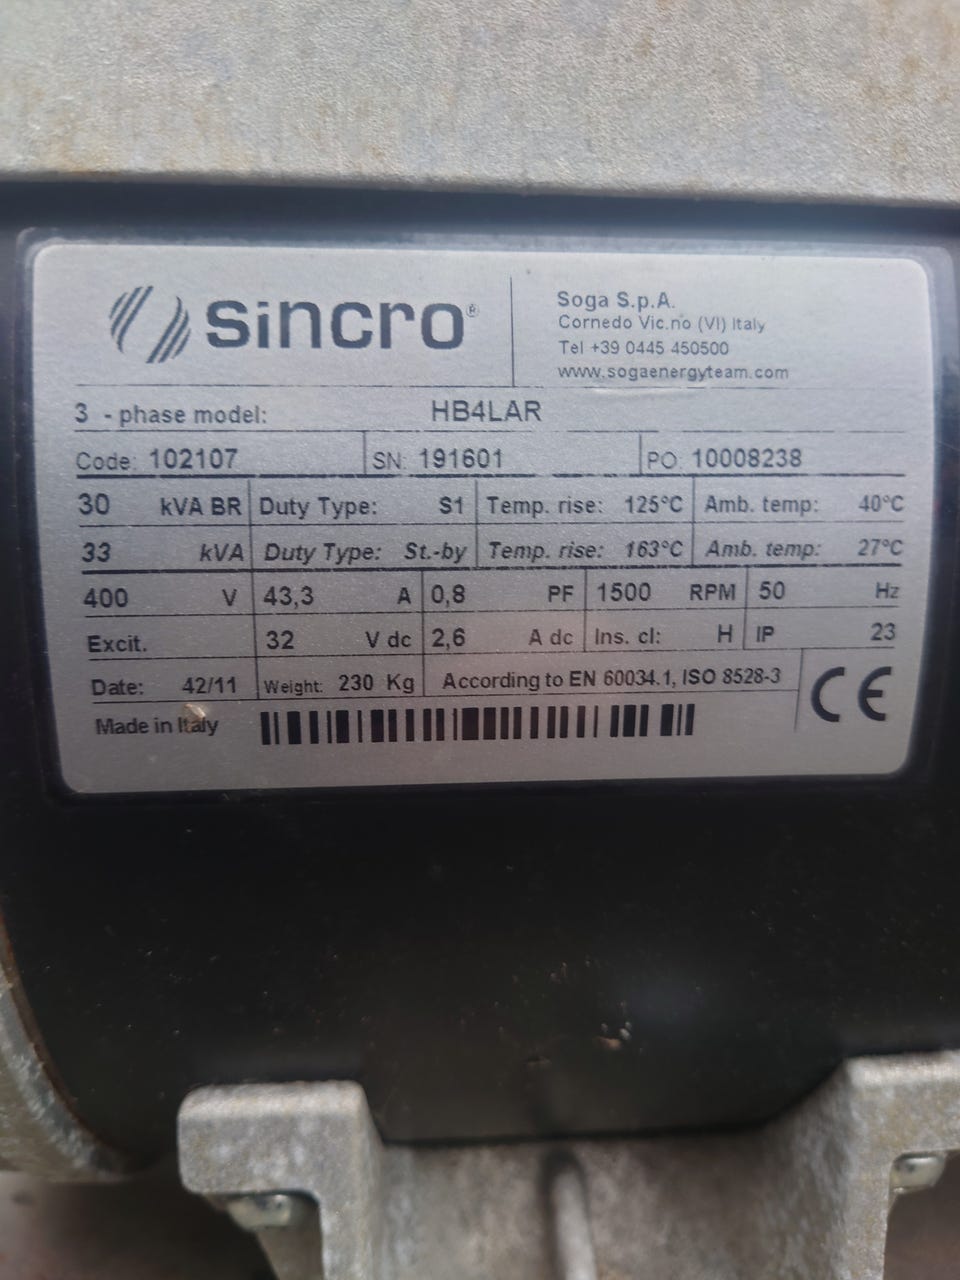 sincro®
Soga S.p.A.
Cornedo Vic.no (VI) Italy
Tel +39 0445 450500
www.sogaenergyteam.com
3 - phase model: HB4LAR
Code: 102107 SN: 191601 PO: 10008238
30 kVA BR Duty Type: S1 Temp. rise: 125°C Amb. temp: 40°C
33 kVA Duty Type: St.-by Temp. rise: 163°C Amb. temp: 27°C
400 V 43,3 A 0,8 PF 1500 RPM 50 Hz
Excit. 32 V dc 2,6 A dc Ins. cl: H IP 23
Date: 42/11 Weight: 230 Kg According to EN 60034.1, ISO 8528-3
Made in Italy
CE